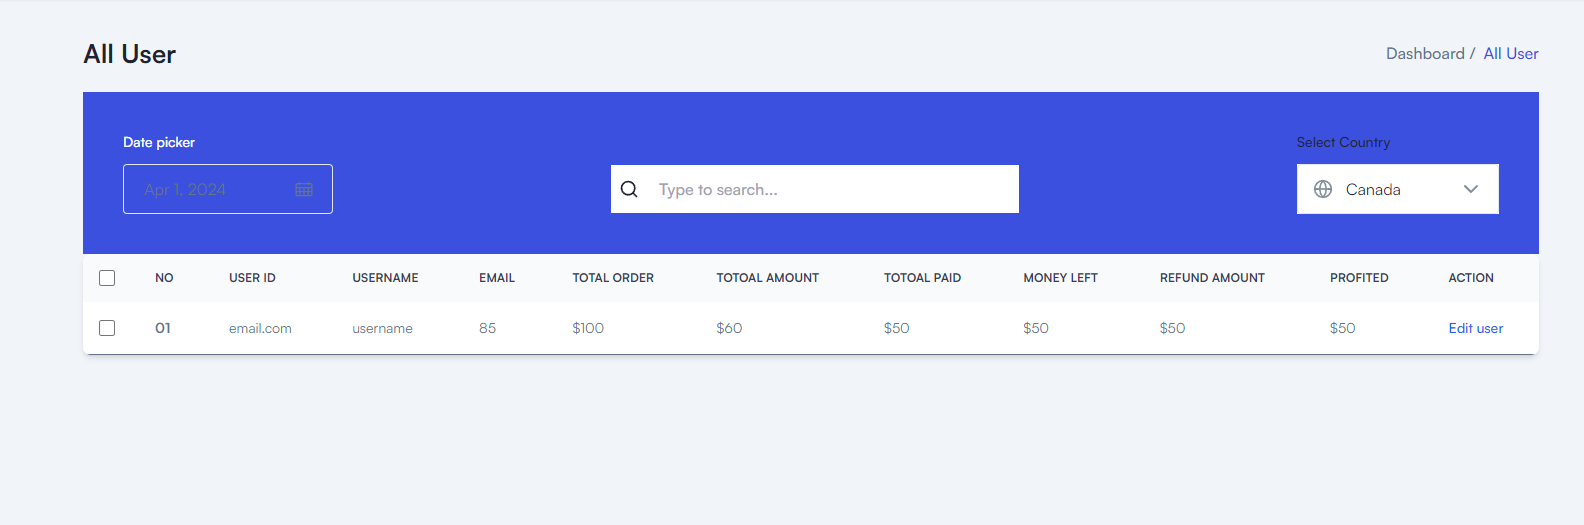 All User
Dashboard / All User
Date picker
Select Country
Apr 1, 2024
Type to search...
Canada
NO USER ID USERNAME EMAIL TOTAL ORDER TOTOAL AMOUNT TOTOAL PAID MONEY LEFT REFUND AMOUNT PROFITED ACTION
01 email.com username 85 $100 $60 $50 $50 $50 $50 Edit user